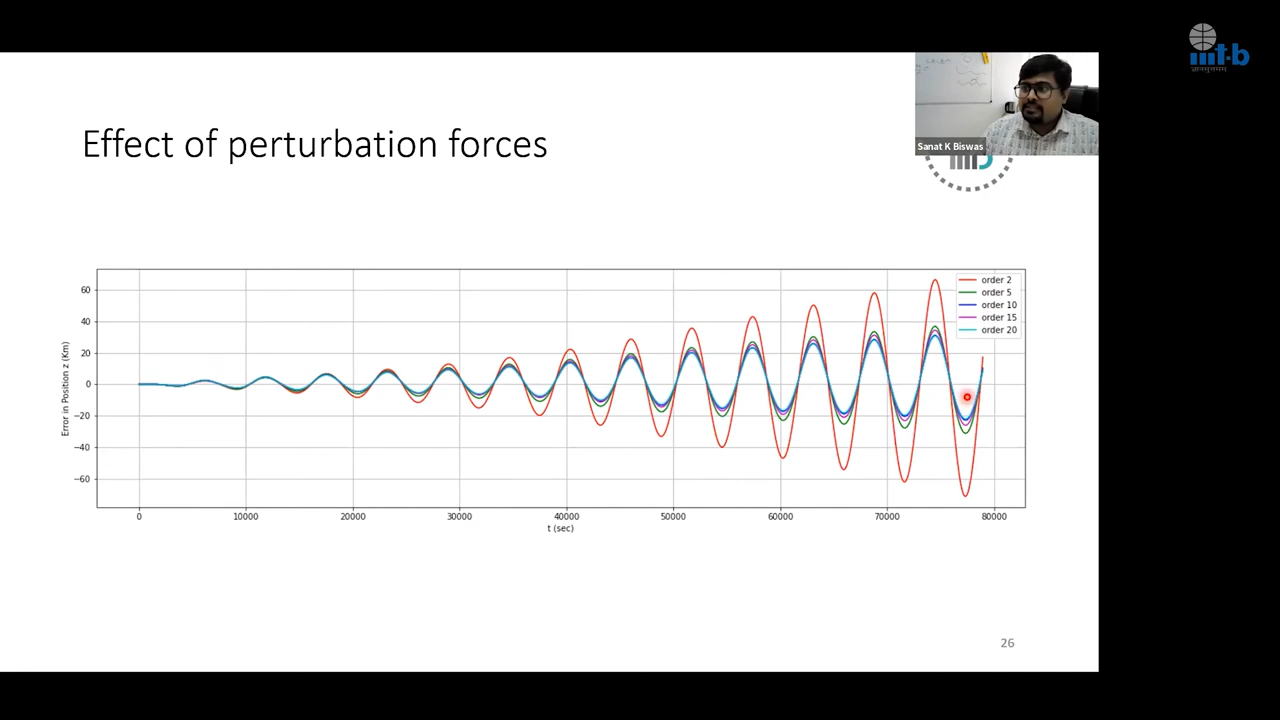 iiit-b
ज्ञानमुत्तमम्
Sanat K Biswas
Effect of perturbation forces
Error in Position z (Km)
60
40
20
0
−20
−40
−60
order 2
order 5
order 10
order 15
order 20
0 10000 20000 30000 40000 50000 60000 70000 80000
t (sec)
26